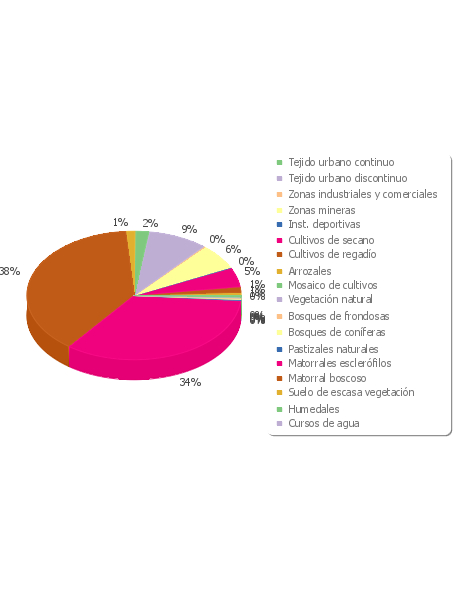 1%
2%
9%
0%
6%
0%
5%
1%
0%
38%
34%
Tejido urbano continuo
Tejido urbano discontinuo
Zonas industriales y comerciales
Zonas mineras
Inst. deportivas
Cultivos de secano
Cultivos de regadío
Arrozales
Mosaico de cultivos
Vegetación natural
Bosques de frondosas
Bosques de coníferas
Pastizales naturales
Matorrales esclerófilos
Matorral boscoso
Suelo de escasa vegetación
Humedales
Cursos de agua